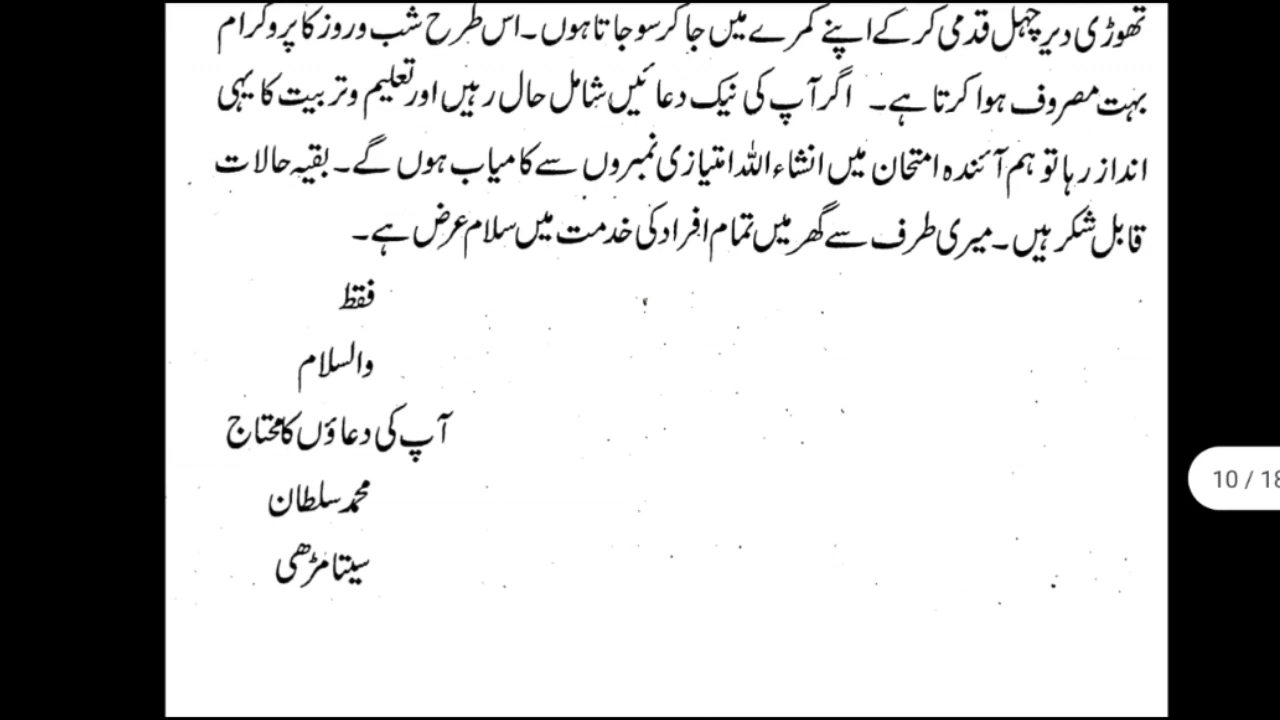 تھوڑی دیر چہل قدمی کر کے اپنے کمرے میں جا کر سو جاتا ہوں۔ اس طرح شب وروز کا پروگرام
بہت مصروف ہوا کرتا ہے۔ اگر آپ کی نیک دعائیں شامل حال رہیں اور تعلیم وتربیت کا یہی
انداز رہا تو ہم آئندہ امتحان میں انشاء اللہ امتیازی نمبروں سے کامیاب ہوں گے۔ بقیہ حالات
قابل شکر ہیں۔ میری طرف سے گھر میں تمام افراد کی خدمت میں سلام عرض ہے۔
فقط
والسلام
آپ کی دعاؤں کا محتاج
محمد سلطان
سیتامڑھی
10 / 18